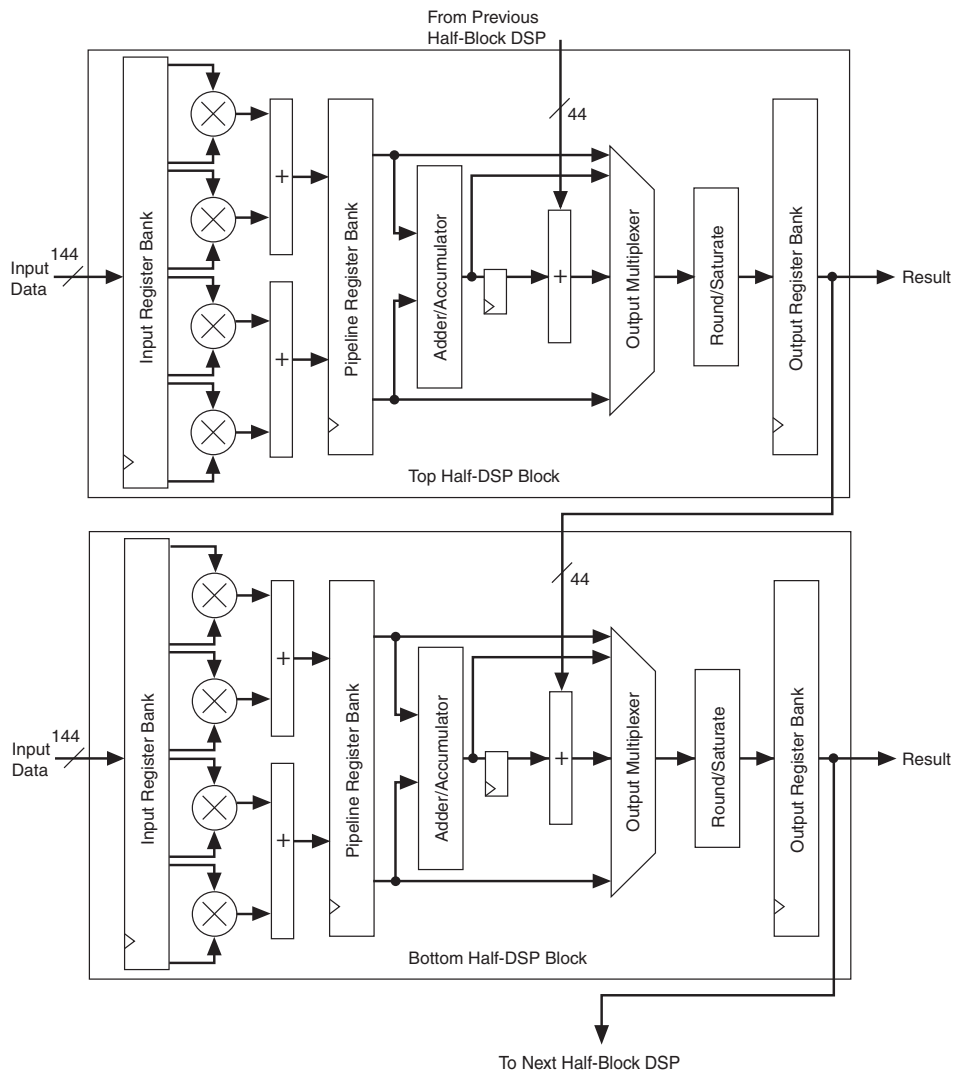 From Previous
Half-Block DSP
44
144
Input
Data
Input Register Bank
+
+
Pipeline Register Bank
Adder/Accumulator
+
Output Multiplexer
Round/Saturate
Output Register Bank
Result
Top Half-DSP Block
44
144
Input
Data
Input Register Bank
+
+
Pipeline Register Bank
Adder/Accumulator
+
Output Multiplexer
Round/Saturate
Output Register Bank
Result
Bottom Half-DSP Block
To Next Half-Block DSP